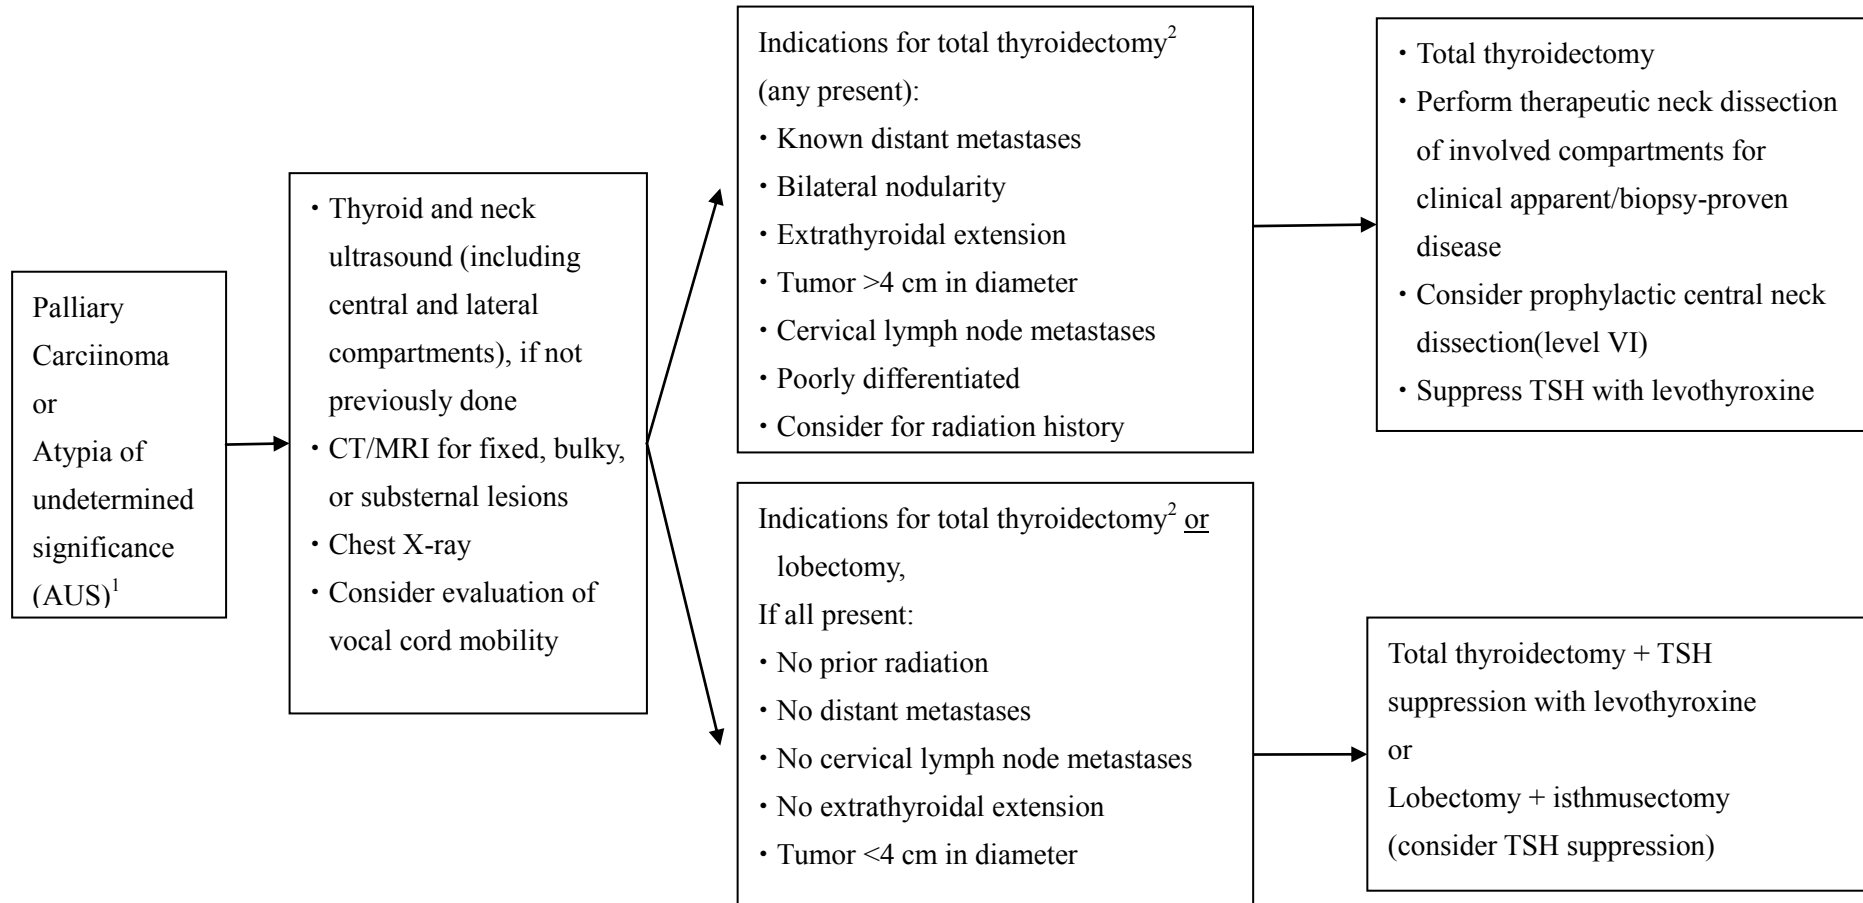 Palliary
Carciinoma
or
Atypia of
undetermined
significance
(AUS)1
・Thyroid and neck
ultrasound (including
central and lateral
compartments), if not
previously done
・CT/MRI for fixed, bulky,
or substernal lesions
・Chest X-ray
・Consider evaluation of
vocal cord mobility
Indications for total thyroidectomy2
(any present):
・Known distant metastases
・Bilateral nodularity
・Extrathyroidal extension
・Tumor >4 cm in diameter
・Cervical lymph node metastases
・Poorly differentiated
・Consider for radiation history
・Total thyroidectomy
・Perform therapeutic neck dissection
of involved compartments for
clinical apparent/biopsy-proven
disease
・Consider prophylactic central neck
dissection(level VI)
・Suppress TSH with levothyroxine
Indications for total thyroidectomy2 or
lobectomy,
If all present:
・No prior radiation
・No distant metastases
・No cervical lymph node metastases
・No extrathyroidal extension
・Tumor <4 cm in diameter
Total thyroidectomy + TSH
suppression with levothyroxine
or
Lobectomy + isthmusectomy
(consider TSH suppression)